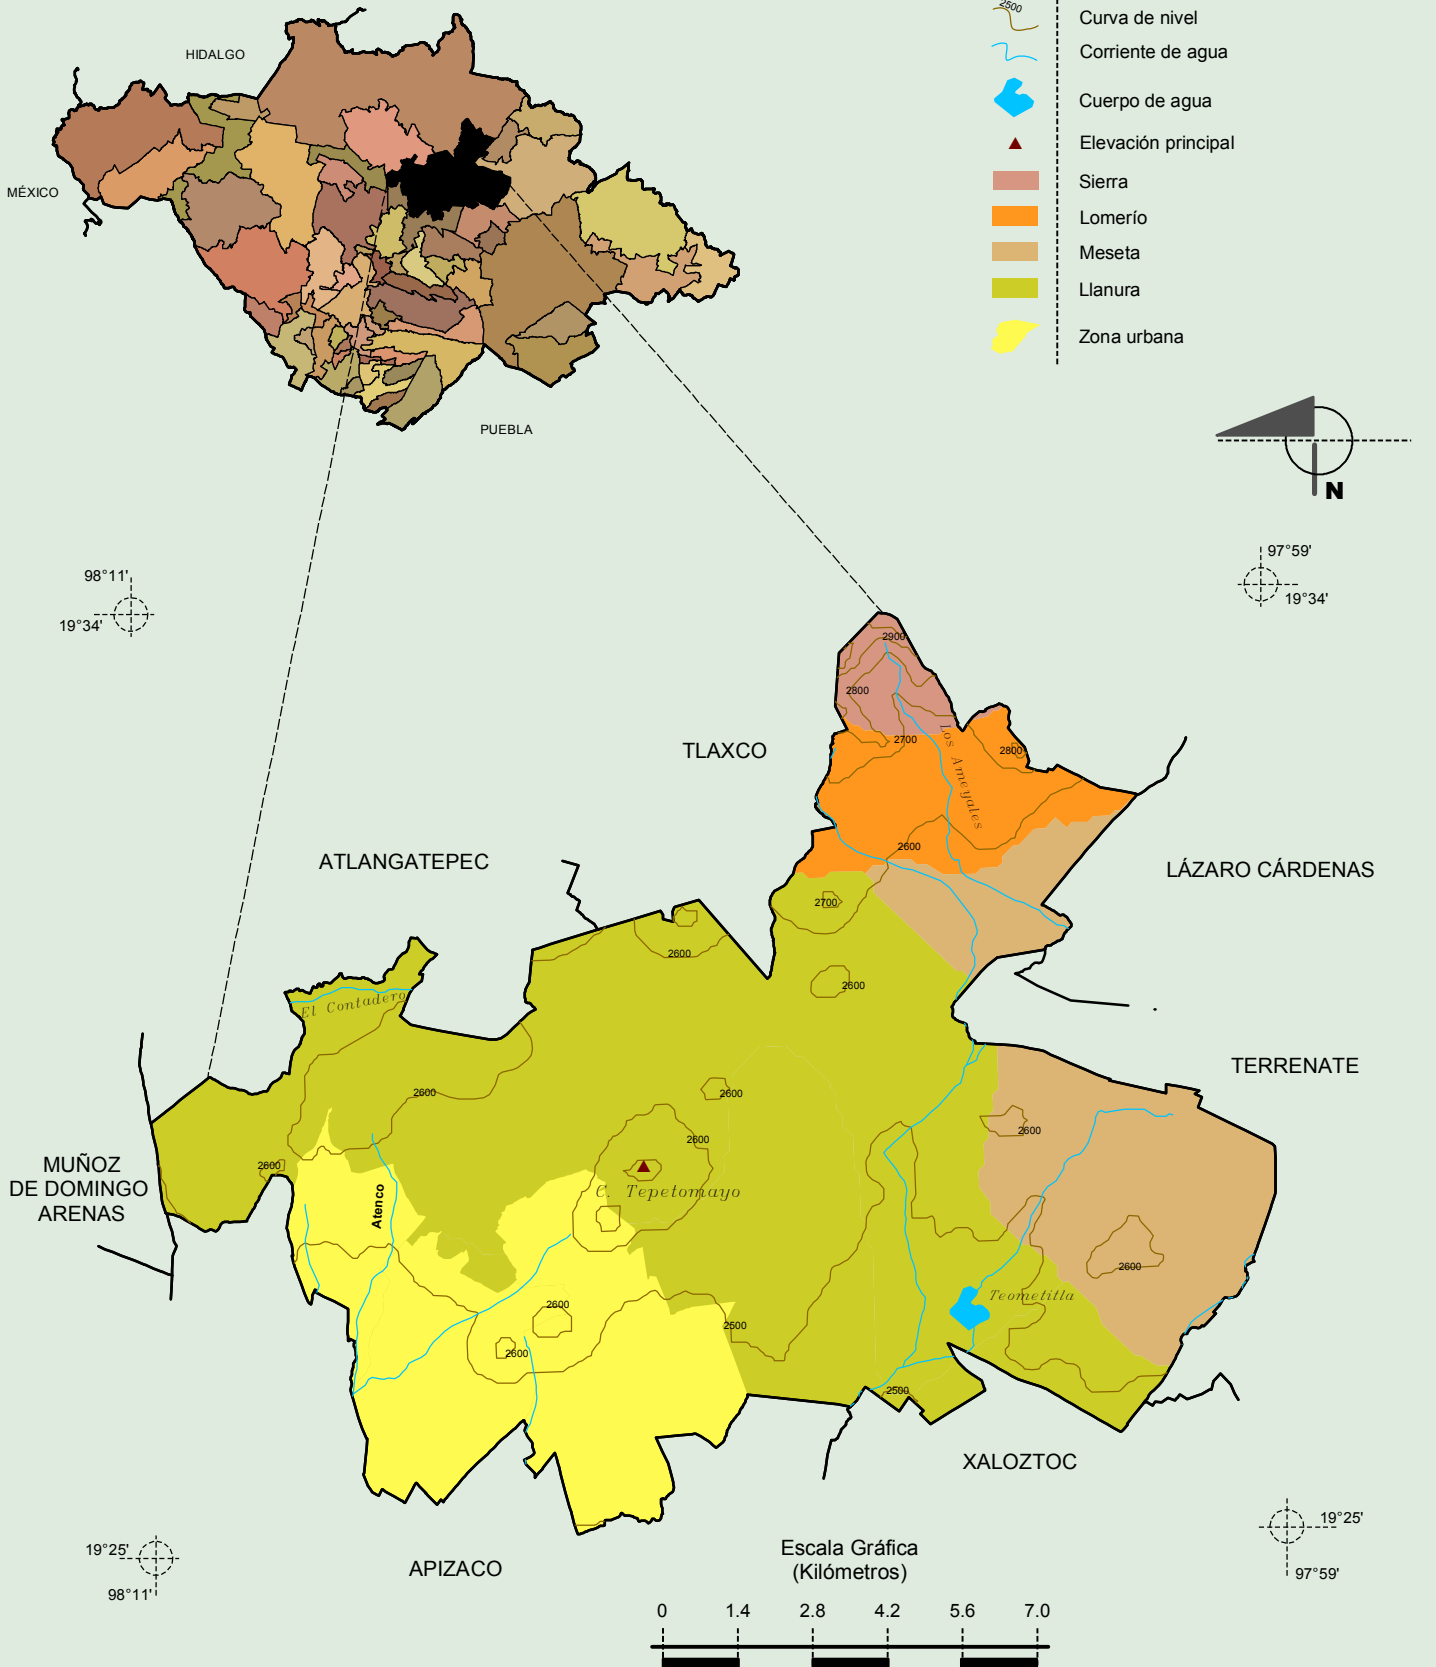 HIDALGO
MÉXICO
PUEBLA
2500
Curva de nivel
Corriente de agua
Cuerpo de agua
Elevación principal
Sierra
Lomerío
Meseta
Llanura
Zona urbana
N
98°11'
19°34'
97°59'
19°34'
2900
2800
2700
2800
Los Ameyales
TLAXCO
2600
ATLANGATEPEC
LÁZARO CÁRDENAS
2700
2600
2600
El Contadero
TERRENATE
2600
2600
2600
2600
2600
MUÑOZ
DE DOMINGO
ARENAS
Atenco
C. Tepetomayo
2600
Teometitla
2600
2500
2600
2500
XALOZTOC
APIZACO
19°25'
98°11'
19°25'
97°59'
Escala Gráfica
(Kilómetros)
0 1.4 2.8 4.2 5.6 7.0